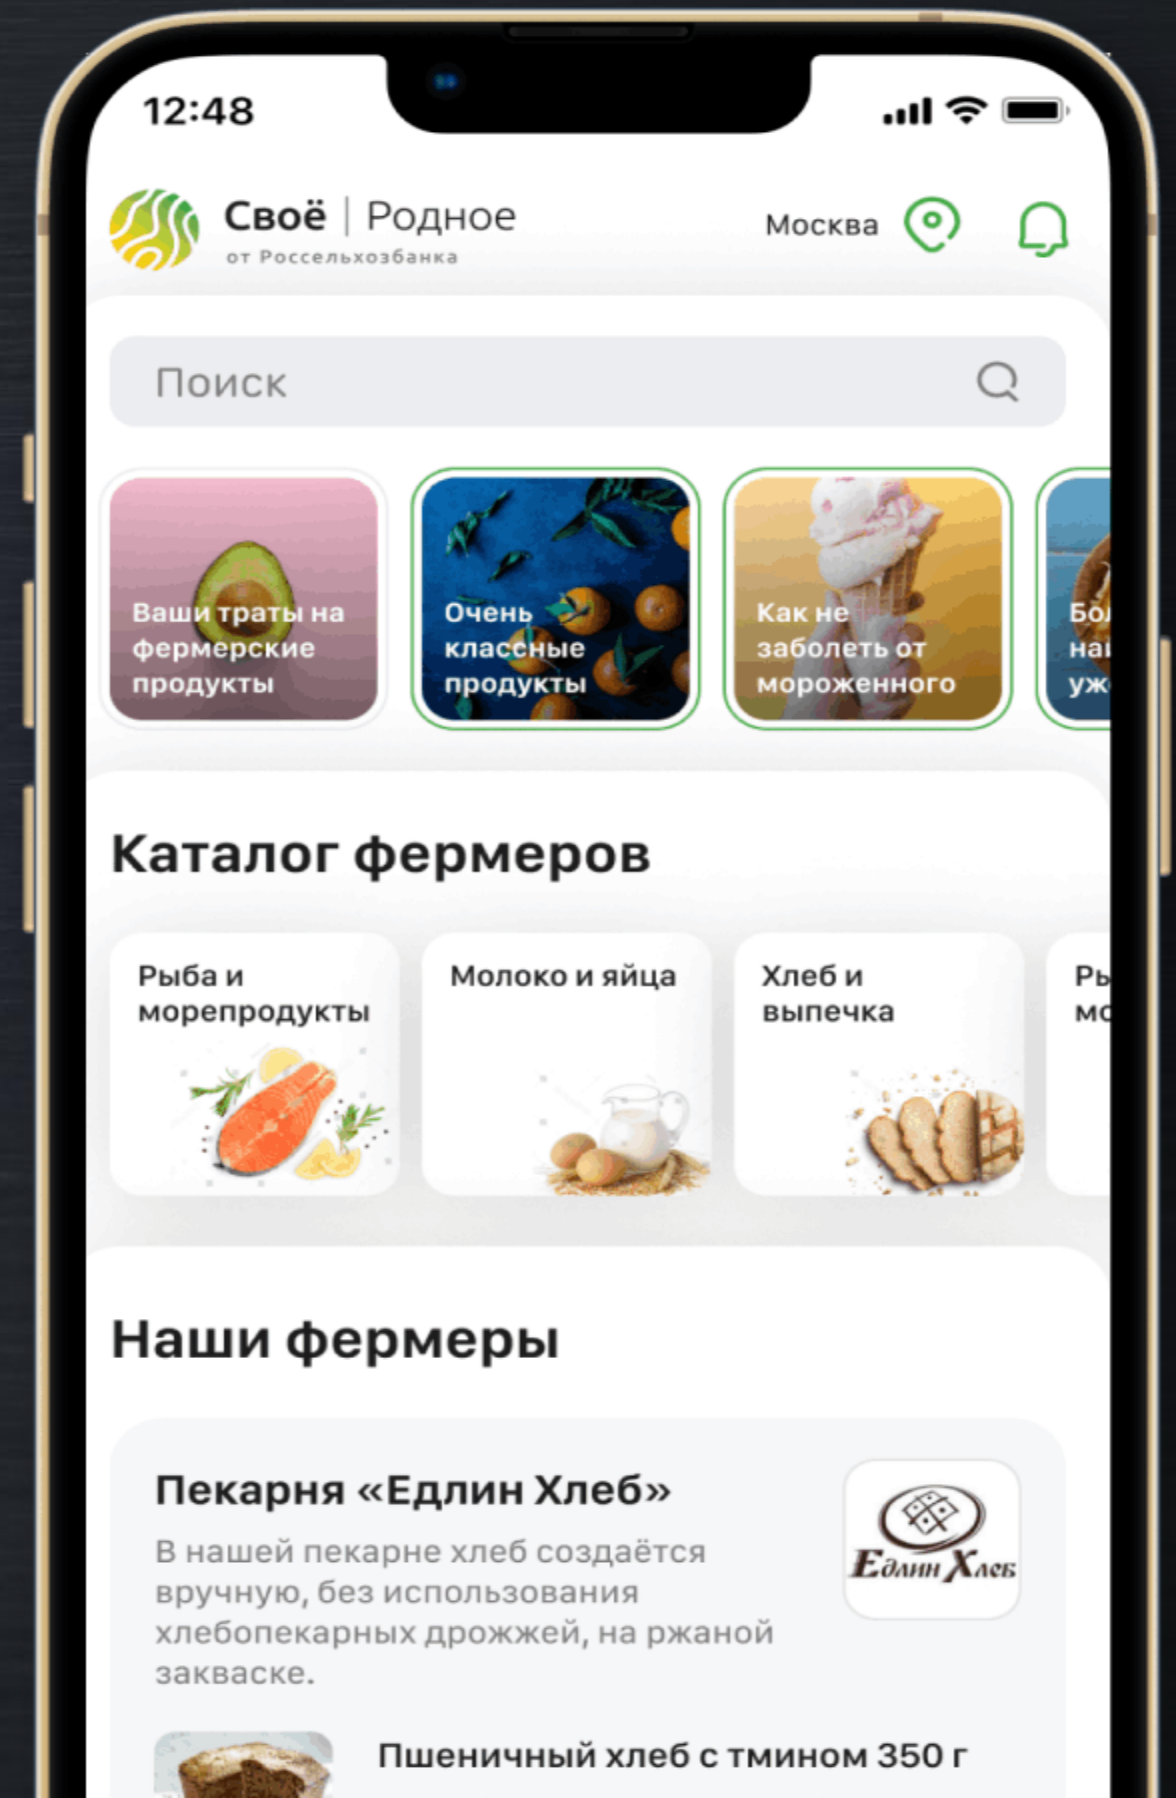 12:48
Своё | Родное
от Россельхозбанка
Москва
Поиск
Ваши траты на
фермерские
продукты
Очень
классные
продукты
Как не
заболеть от
мороженного
Каталог фермеров
Рыба и
морепродукты
Молоко и яйца
Хлеб и
выпечка
Наши фермеры
Пекарня «Едлин Хлеб»
В нашей пекарне хлеб создаётся
вручную, без использования
хлебопекарных дрожжей, на ржаной
закваске.
Едлин Хлеб
Пшеничный хлеб с тмином 350 г